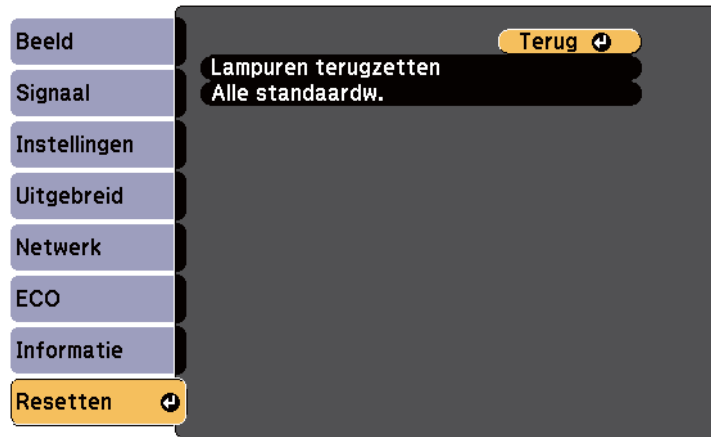 Beeld
Signaal
Instellingen
Uitgebreid
Netwerk
ECO
Informatie
Resetten
Terug
Lampuren terugzetten
Alle standaardw.